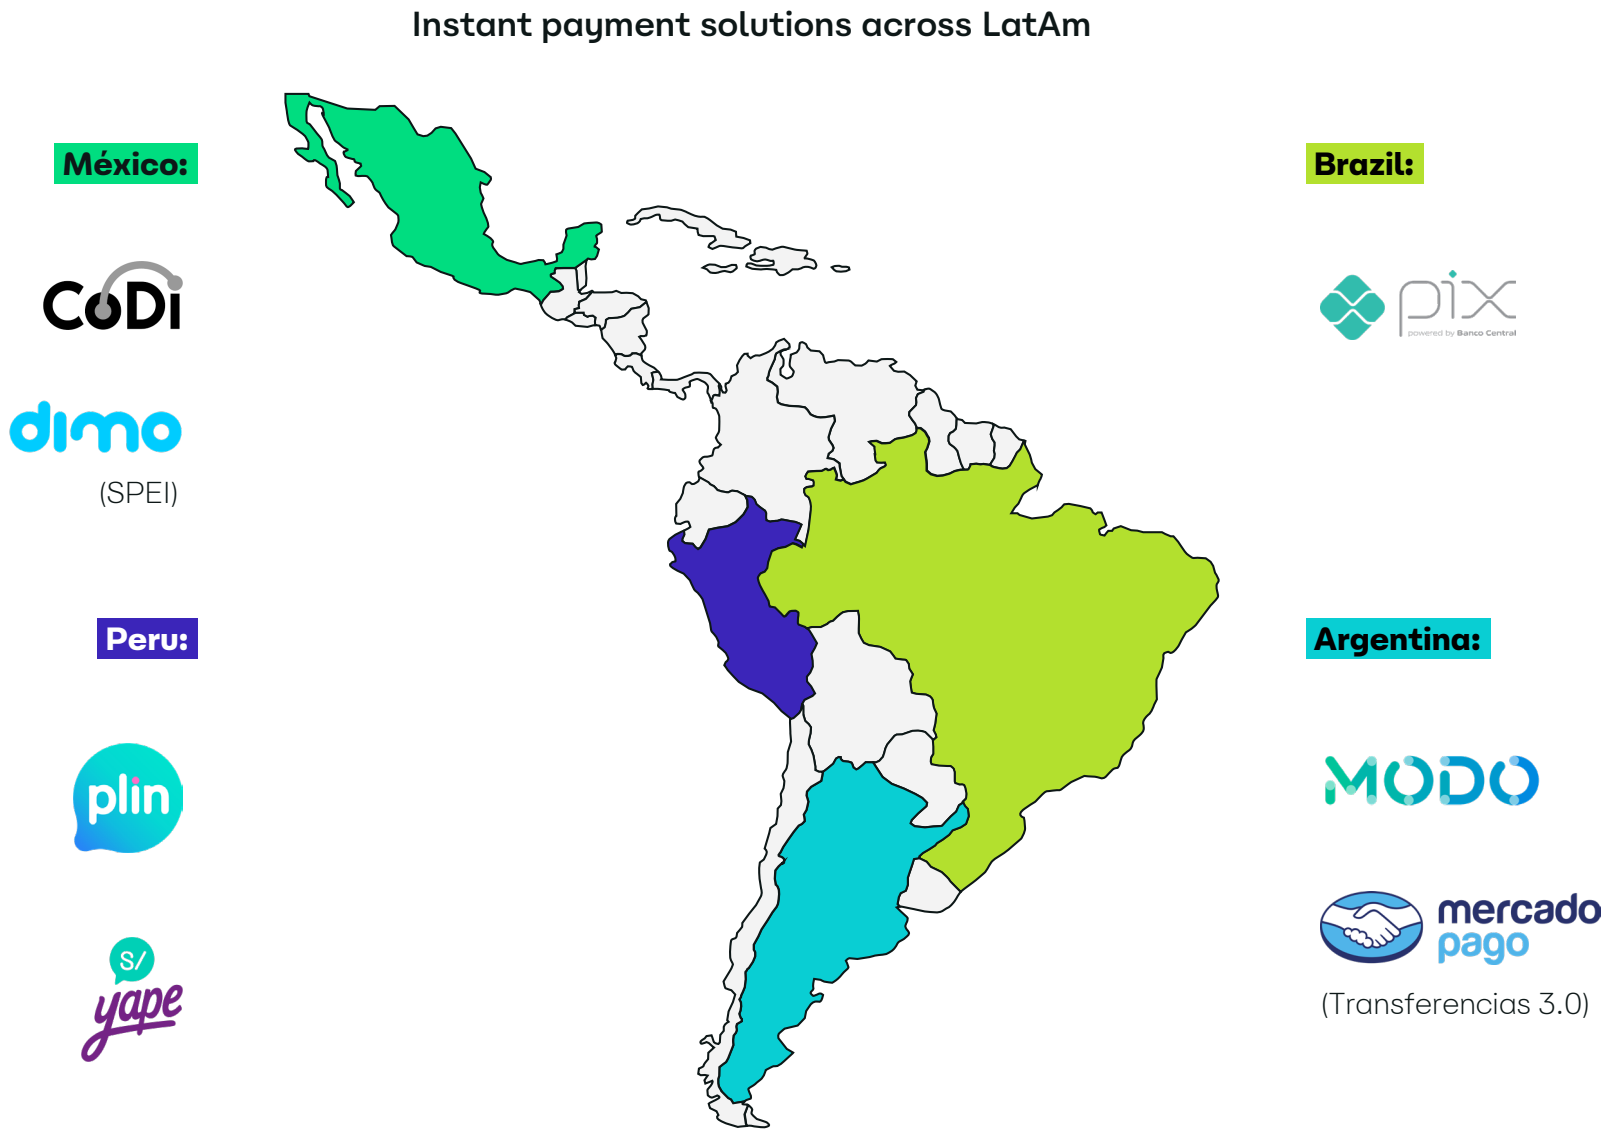 Instant payment solutions across LatAm
México:
CoDi
dimo
(SPEI)
Peru:
plin
S/
yape
Brazil:
pix
powered by Banco Central
Argentina:
MODO
mercado
pago
(Transferencias 3.0)